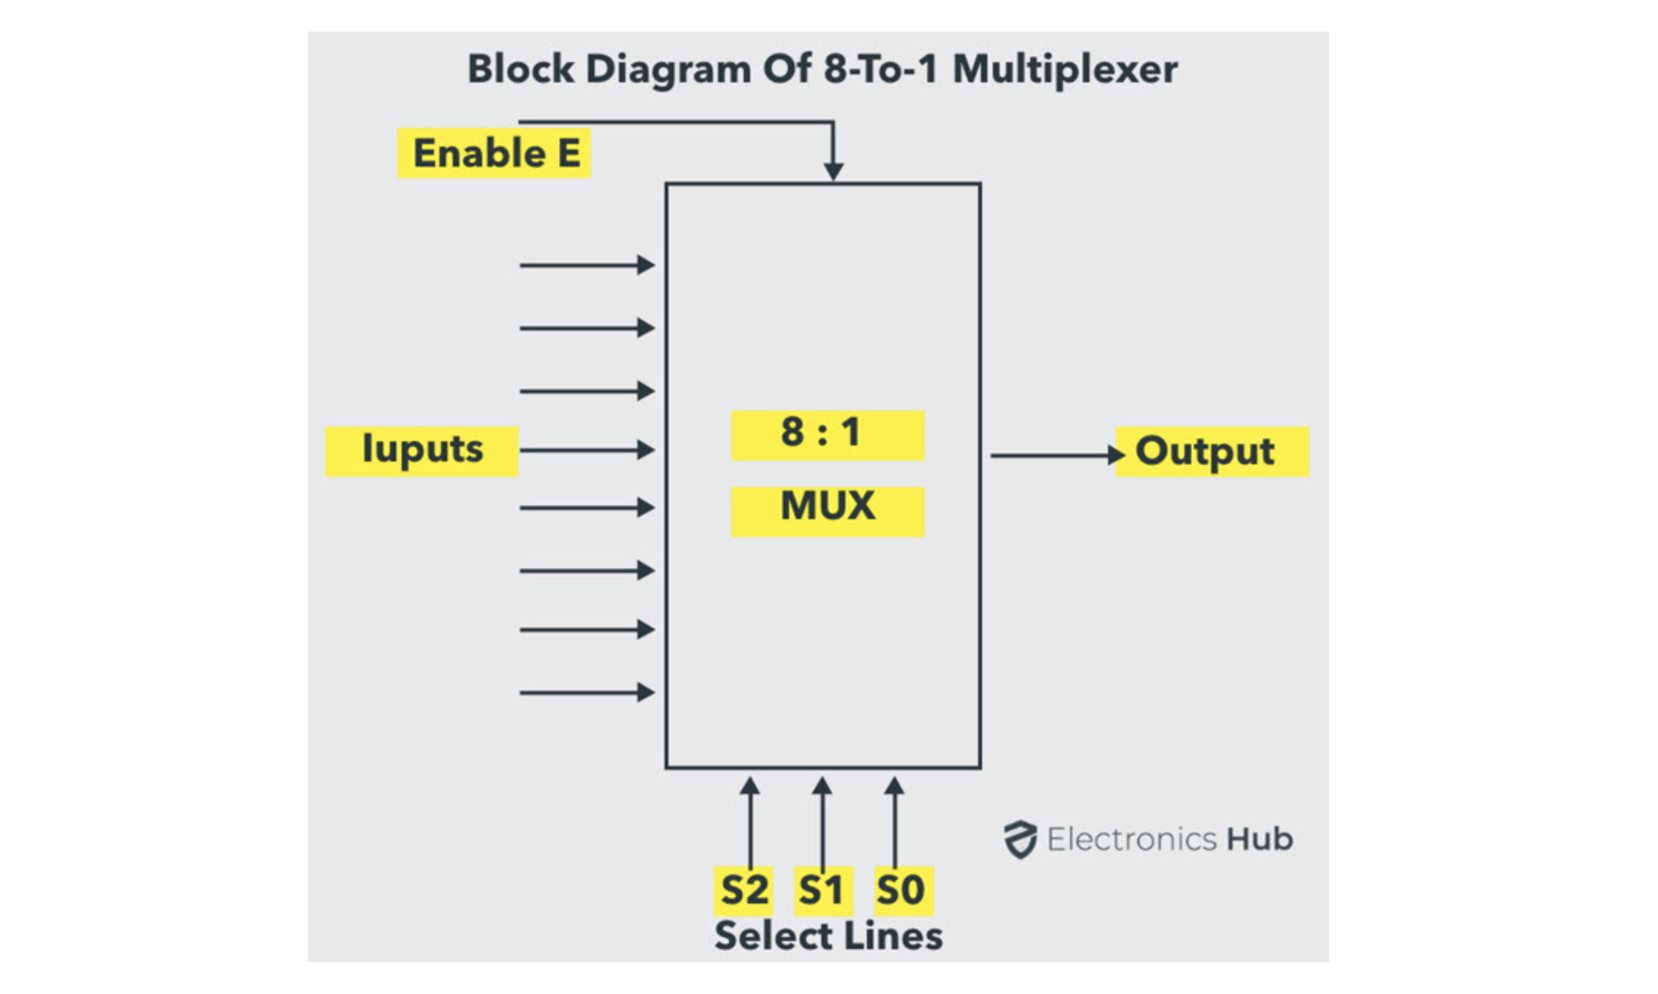 Block Diagram Of 8-To-1 Multiplexer
Enable E
Iuputs
8 : 1
MUX
Output
S2 S1 S0
Select Lines
Electronics Hub